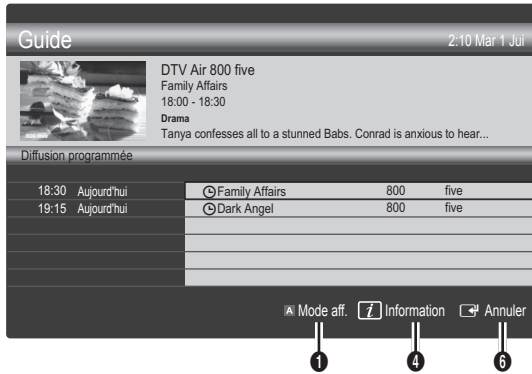 Guide 2:10 Mar 1 Jui
DTV Air 800 five
Family Affairs
18:00 - 18:30
Drama
Tanya confesses all to a stunned Babs. Conrad is anxious to hear...
Diffusion programmée
18:30 Aujourd'hui Family Affairs 800 five
19:15 Aujourd'hui Dark Angel 800 five
A Mode aff. i Information Annuler
1 4 6